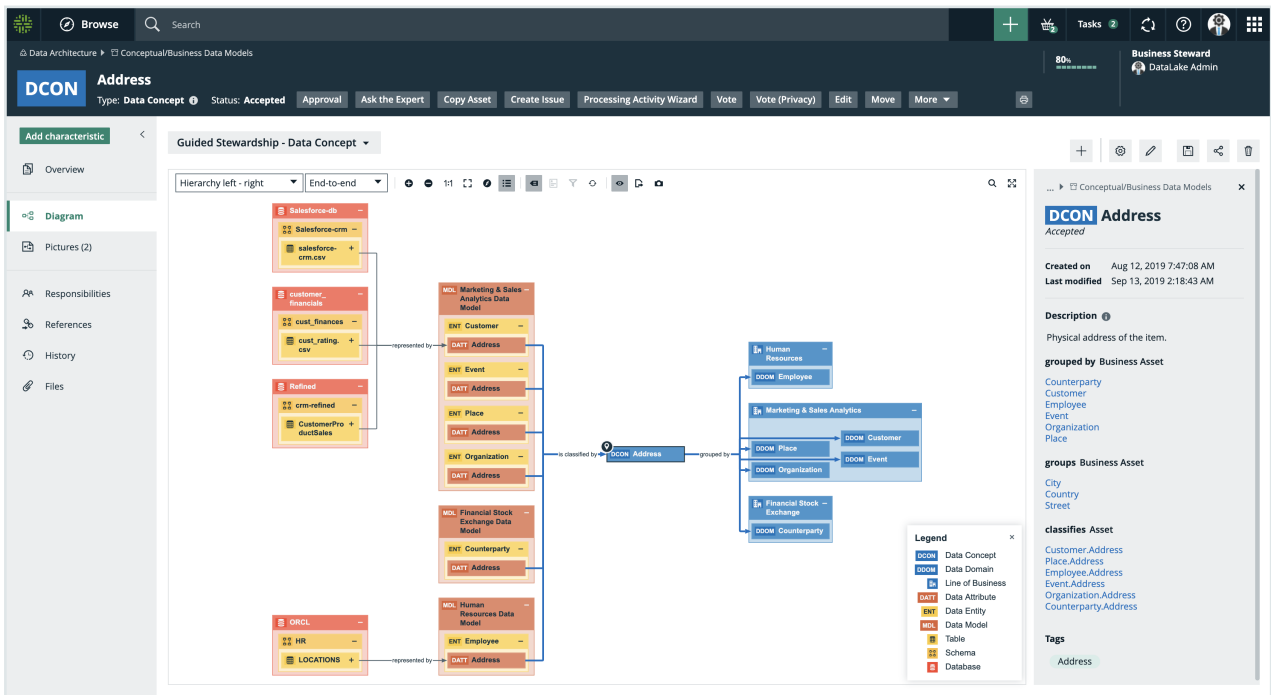 Browse
Search
Tasks 2
2
Data Architecture
Conceptual/Business Data Models
DCON
Address
Type: Data Concept
Status: Accepted
Approval
Ask the Expert
Copy Asset
Create Issue
Processing Activity Wizard
Vote
Vote (Privacy)
Edit
Move
More
80%
Business Steward
DataLake Admin
Add characteristic
Overview
Diagram
Pictures (2)
Responsibilities
References
History
Files
Guided Stewardship - Data Concept
Hierarchy left - right
End-to-end
1:1
Salesforce-db
Salesforce-crm
salesforce-
crm.csv
customer_
financials
cust_finances
cust_rating.
csv
Refined
crm-refined
CustomerPro
ductSales
ORCL
HR
LOCATIONS
represented by
represented by
MDL Marketing & Sales
Analytics Data
Model
ENT Customer
DATT Address
ENT Event
DATT Address
ENT Place
DATT Address
ENT Organization
DATT Address
MDL Financial Stock
Exchange Data
Model
ENT Counterparty
DATT Address
MDL Human
Resources Data
Model
ENT Employee
DATT Address
is classified by
DCON Address
grouped by
Human
Resources
DDOM Employee
Marketing & Sales Analytics
DDOM Customer
DDOM Place
DDOM Event
DDOM Organization
Financial Stock
Exchange
DDOM Counterparty
Legend
DCON Data Concept
DDOM Data Domain
Line of Business
DATT Data Attribute
ENT Data Entity
MDL Data Model
Table
Schema
Database
... Conceptual/Business Data Models
DCON Address
Accepted
Created on Aug 12, 2019 7:47:08 AM
Last modified Sep 13, 2019 2:18:43 AM
Description
Physical address of the item.
grouped by Business Asset
Counterparty
Customer
Employee
Event
Organization
Place
groups Business Asset
City
Country
Street
classifies Asset
Customer.Address
Place.Address
Employee.Address
Event.Address
Organization.Address
Counterparty.Address
Tags
Address